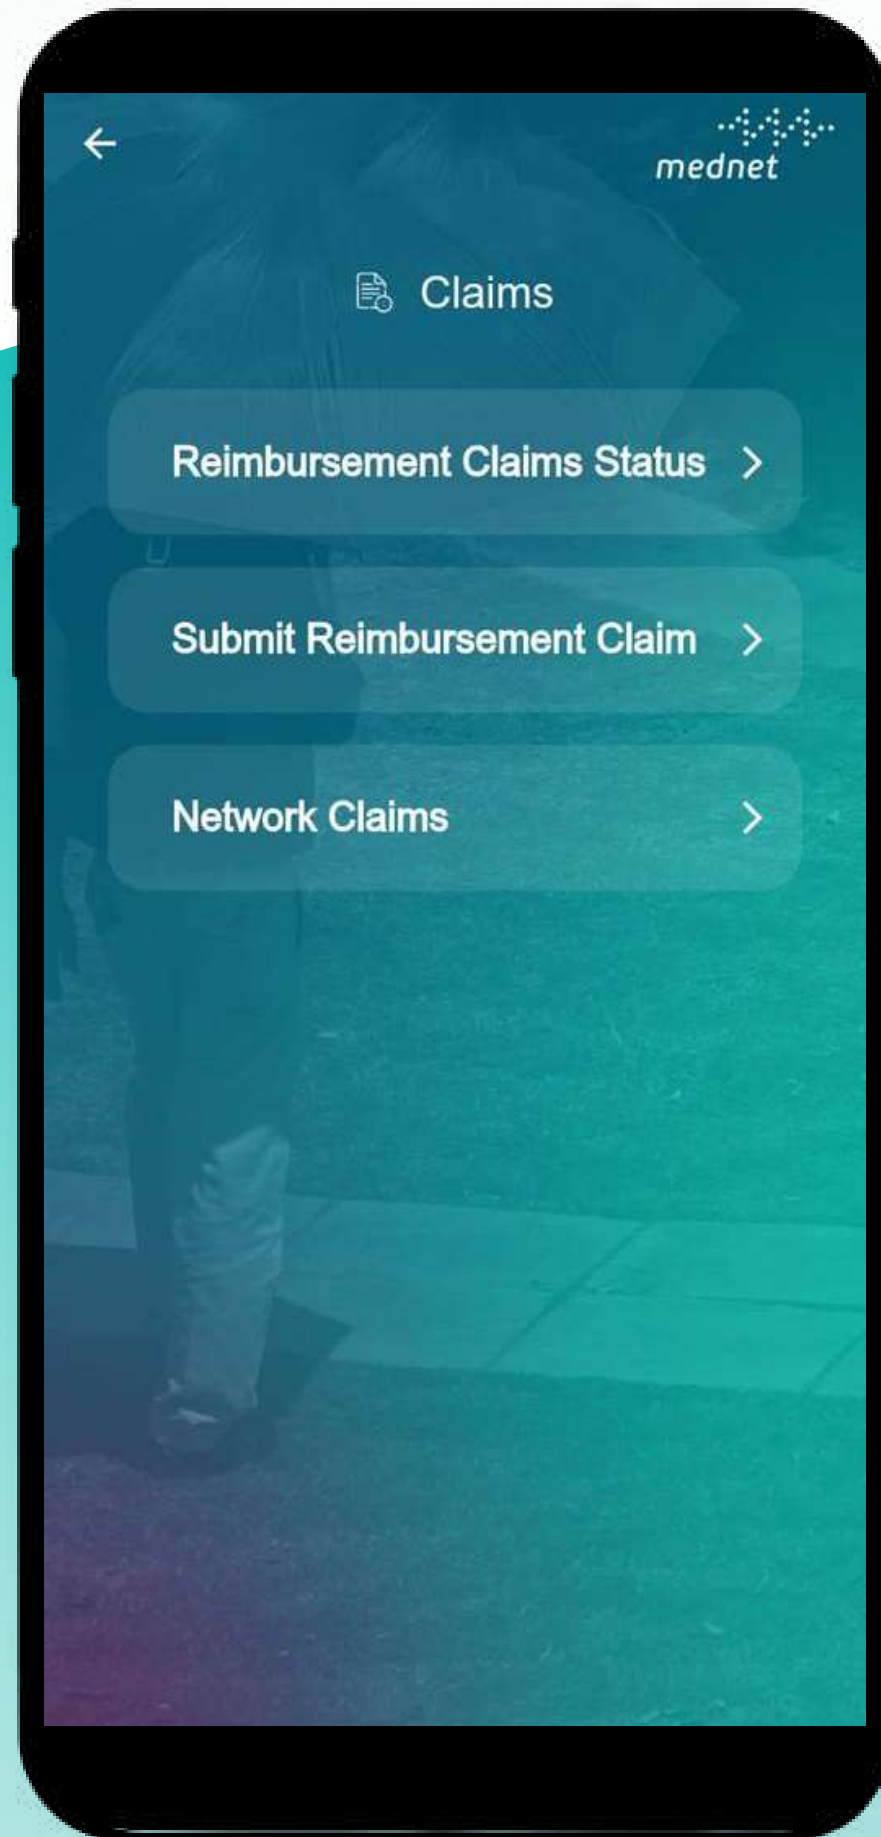 mednet
Claims
Reimbursement Claims Status
Submit Reimbursement Claim
Network Claims